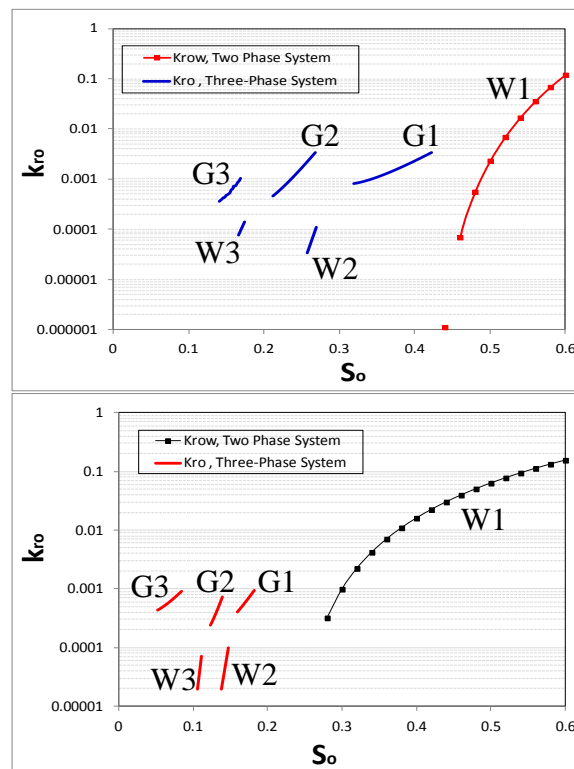 1
0.1
0.01
0.001
0.0001
0.00001
0.000001
kro
Krow, Two Phase System
Kro , Three-Phase System
W1
G2
G1
G3
W3
W2
0 0.1 0.2 0.3 0.4 0.5 0.6
So
1
0.1
0.01
0.001
0.0001
0.00001
kro
Krow, Two Phase System
Kro , Three-Phase System
W1
G3
G2
G1
W3
W2
0 0.1 0.2 0.3 0.4 0.5 0.6
So